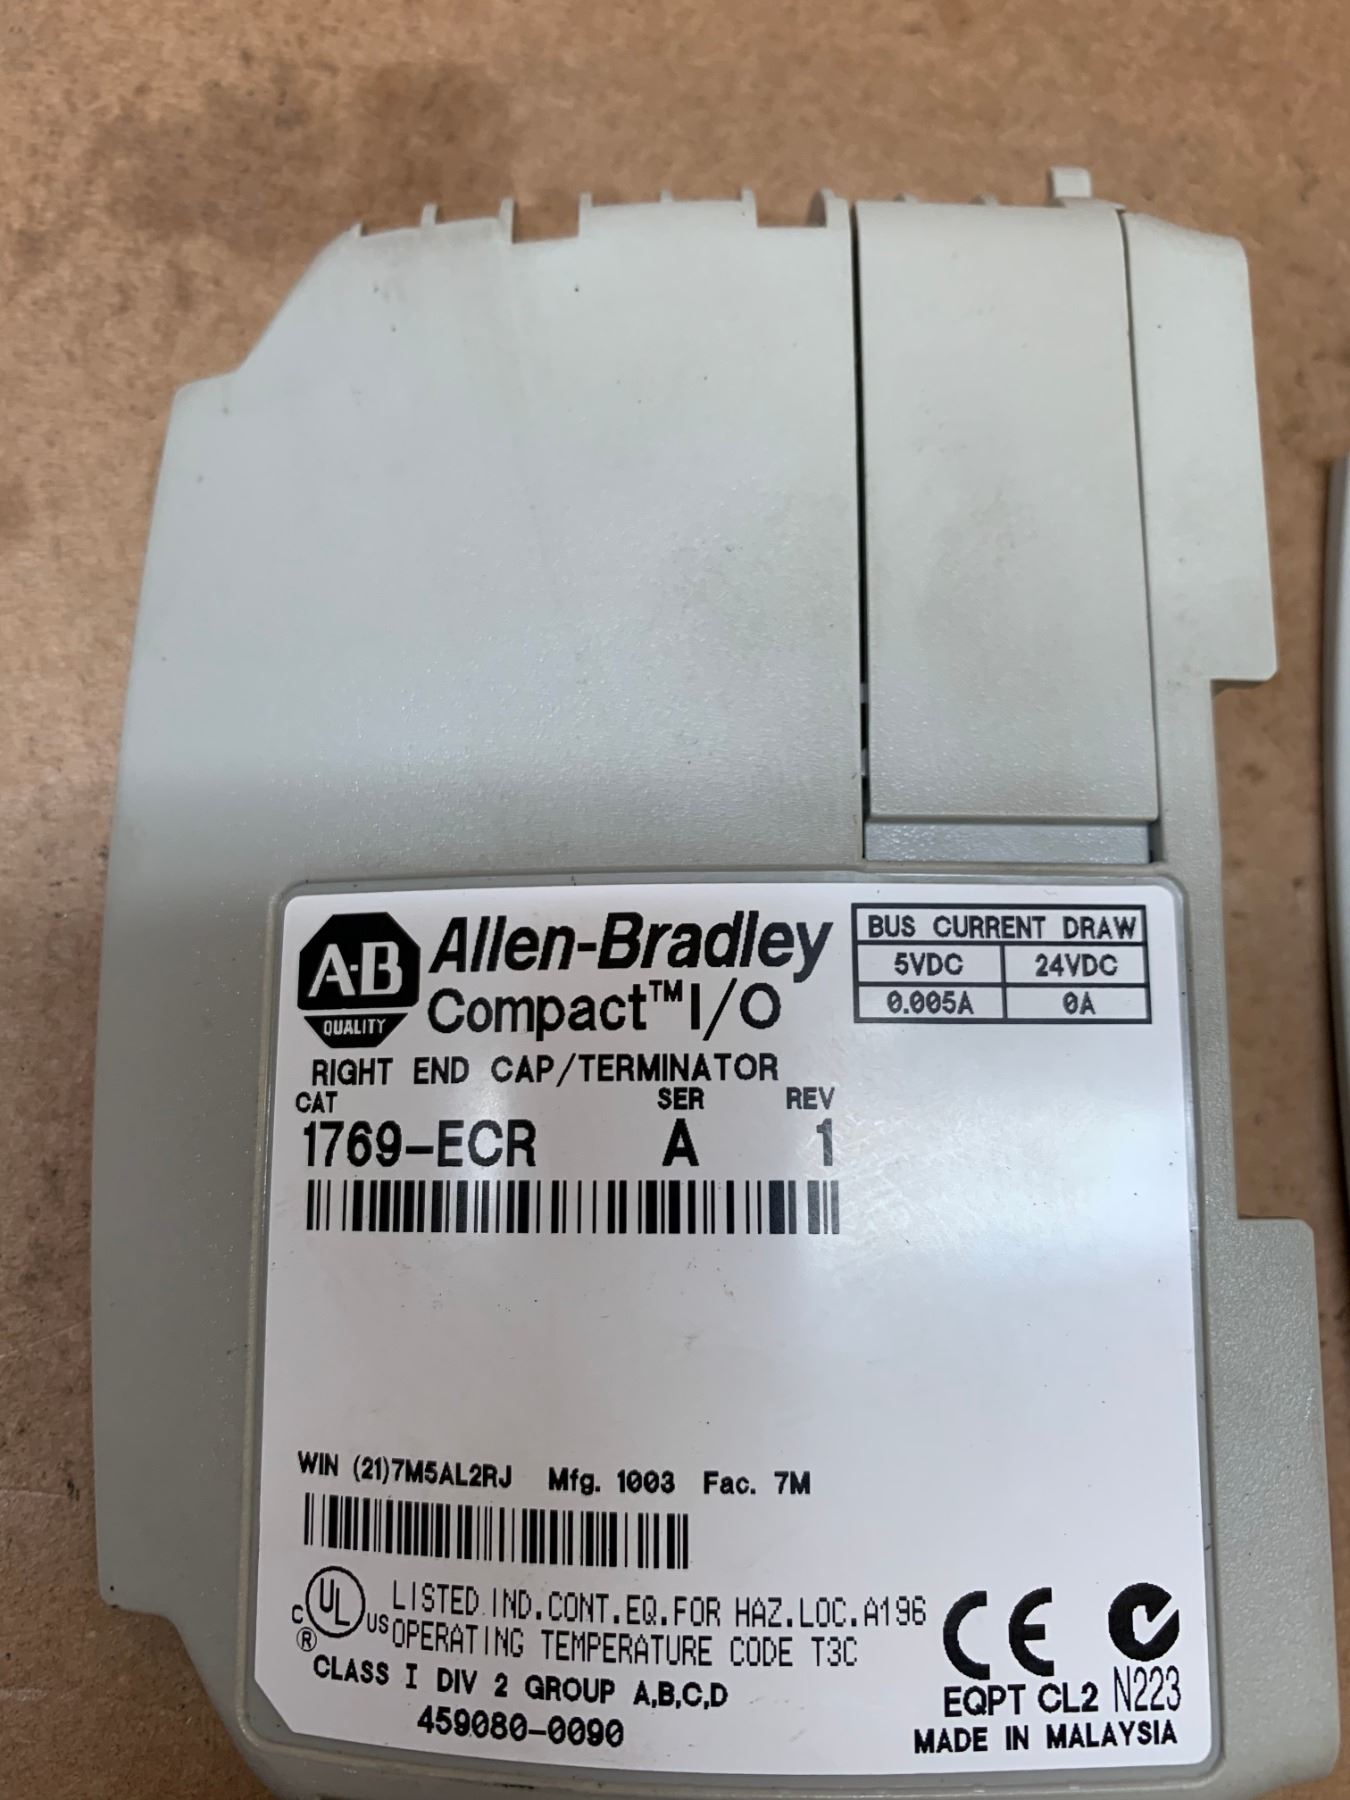 A-B
QUALITY
Allen-Bradley
Compact™ I/O
BUS CURRENT DRAW
5VDC 24VDC
0.005A 0A
RIGHT END CAP/TERMINATOR
CAT SER REV
1769-ECR A 1
WIN (21)7M5AL2RJ Mfg. 1003 Fac. 7M
C UL US ®
LISTED IND.CONT.EQ.FOR HAZ.LOC.A196
OPERATING TEMPERATURE CODE T3C
CLASS I DIV 2 GROUP A,B,C,D
459080-0090
CE
EQPT CL2 N223
MADE IN MALAYSIA